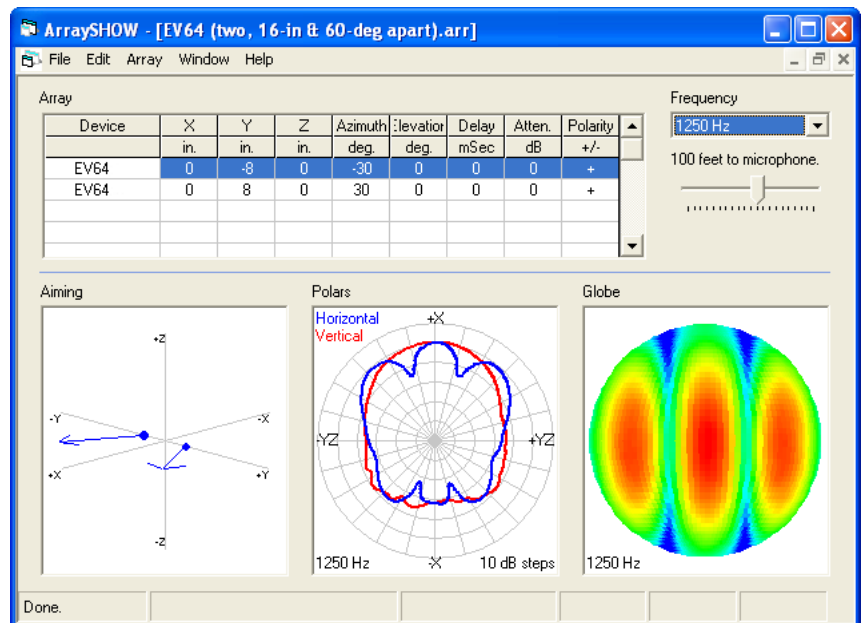 ArraySHOW - [EV64 (two, 16-in & 60-deg apart).arr]
File Edit Array Window Help
Array
Frequency
Device X Y Z Azimuth Elevation Delay Atten. Polarity
in. in. in. deg. deg. mSec dB +/-
1250 Hz
EV64 0 -8 0 -30 0 0 0 +
EV64 0 8 0 30 0 0 0 +
100 feet to microphone.
Aiming Polars Globe
+Z
-Y -X
+X +Y
-Z
Horizontal
Vertical
+X
-YZ +YZ
-X
1250 Hz 10 dB steps
1250 Hz
Done.